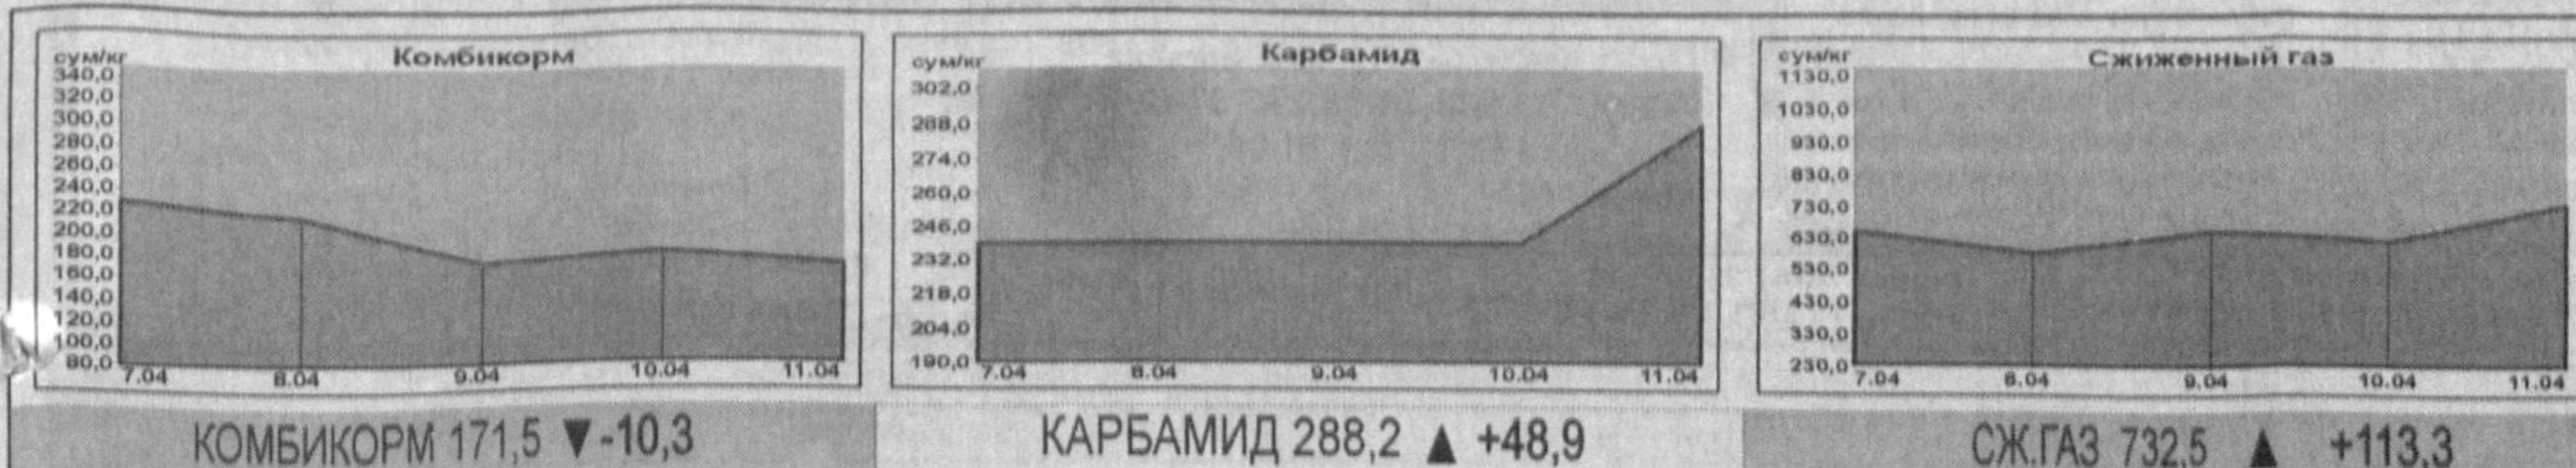 Комбикорм
сум/кг
340,0
320,0
300,0
280,0
260,0
240,0
220,0
200,0
180,0
160,0
140,0
120,0
100,0
80,0
7.04 8.04 9.04 10.04 11.04
КОМБИКОРМ 171,5 ▼-10,3
Карбамид
сум/кг
302,0
288,0
274,0
260,0
246,0
232,0
218,0
204,0
190,0
7.04 8.04 9.04 10.04 11.04
КАРБАМИД 288,2 ▲ +48,9
Сжиженный газ
сум/кг
1130,0
1030,0
930,0
830,0
730,0
630,0
530,0
430,0
330,0
230,0
7.04 8.04 9.04 10.04 11.04
СЖ.ГАЗ 732,5 ▲ +113,3